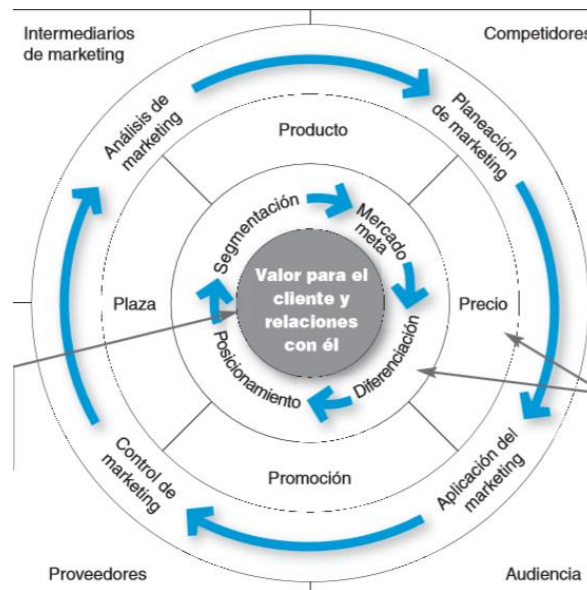 Intermediarios
de marketing
Competidores
Análisis de
marketing
Planeación
de marketing
Producto
Segmentación
Mercado
meta
Valor para el
cliente y
relaciones
con él
Plaza
Precio
Posicionamiento
Diferenciación
Control de
marketing
Promoción
Aplicación del
marketing
Proveedores
Audiencia